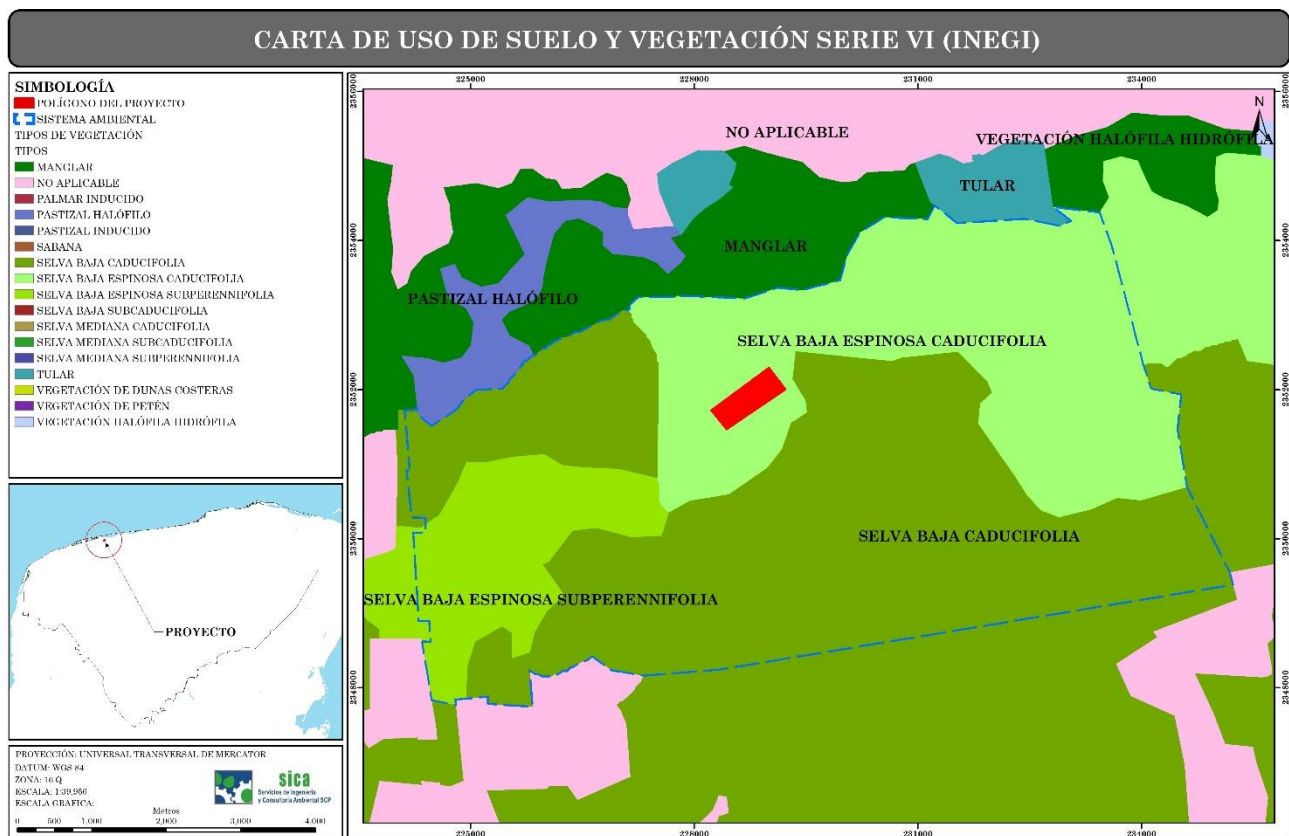 CARTA DE USO DE SUELO Y VEGETACIÓN SERIE VI (INEGI)
SIMBOLOGÍA
POLÍGONO DEL PROYECTO
SISTEMA AMBIENTAL
TIPOS DE VEGETACIÓN
TIPOS
MANGLAR
NO APLICABLE
PALMAR INDUCIDO
PASTIZAL HALÓFILO
PASTIZAL INDUCIDO
SABANA
SELVA BAJA CADUCIFOLIA
SELVA BAJA ESPINOSA CADUCIFOLIA
SELVA BAJA ESPINOSA SUBPERENNIFOLIA
SELVA BAJA SUBCADUCIFOLIA
SELVA MEDIANA CADUCIFOLIA
SELVA MEDIANA SUBCADUCIFOLIA
SELVA MEDIANA SUBPERENNIFOLIA
TULAR
VEGETACIÓN DE DUNAS COSTERAS
VEGETACIÓN DE PETÉN
VEGETACIÓN HALÓFILA HIDRÓFILA
PROYECTO
PROYECCIÓN: UNIVERSAL TRANSVERSAL DE MERCATOR
DATUM: WGS 84
ZONA: 16 Q
ESCALA: 1:39,956
ESCALA GRAFICA:
sica
Servicios de Ingeniería
y Consultoría Ambiental SCP
Metros
0 500 1,000 2,000 3,000 4,000
225000 228000 231000 234000
2356000 2356000
N
NO APLICABLE
VEGETACIÓN HALÓFILA HIDRÓFILA
TULAR
2354000 2354000
MANGLAR
PASTIZAL HALÓFILO
SELVA BAJA ESPINOSA CADUCIFOLIA
2352000 2352000
SELVA BAJA CADUCIFOLIA
2350000 2350000
SELVA BAJA ESPINOSA SUBPERENNIFOLIA
2348000 2348000
225000 228000 231000 234000